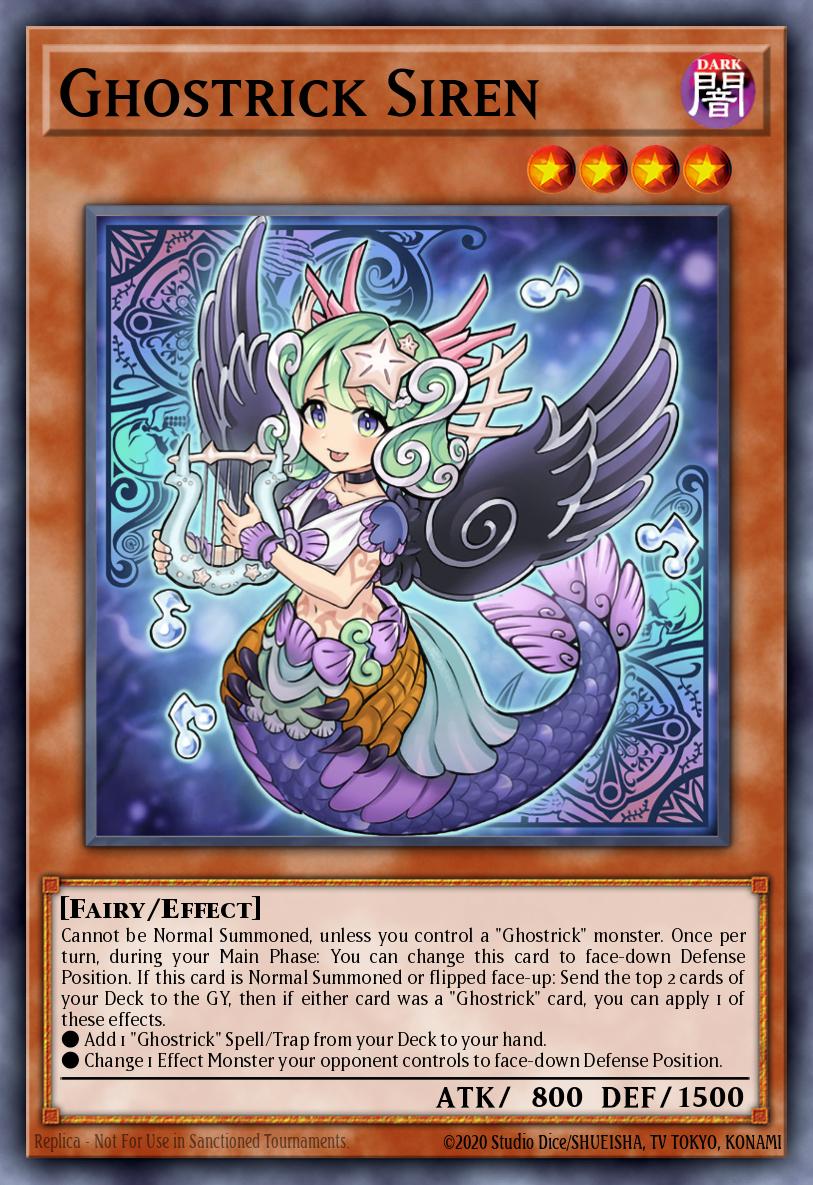 Ghostrick Siren
DARK
闇
[Fairy/Effect]
Cannot be Normal Summoned, unless you control a "Ghostrick" monster. Once per
turn, during your Main Phase: You can change this card to face-down Defense
Position. If this card is Normal Summoned or flipped face-up: Send the top 2 cards of
your Deck to the GY, then if either card was a "Ghostrick" card, you can apply 1 of
these effects.
● Add 1 "Ghostrick" Spell/Trap from your Deck to your hand.
● Change 1 Effect Monster your opponent controls to face-down Defense Position.
ATK/ 800 DEF/1500
Replica - Not For Use in Sanctioned Tournaments. ©2020 Studio Dice/SHUEISHA, TV TOKYO, KONAMI